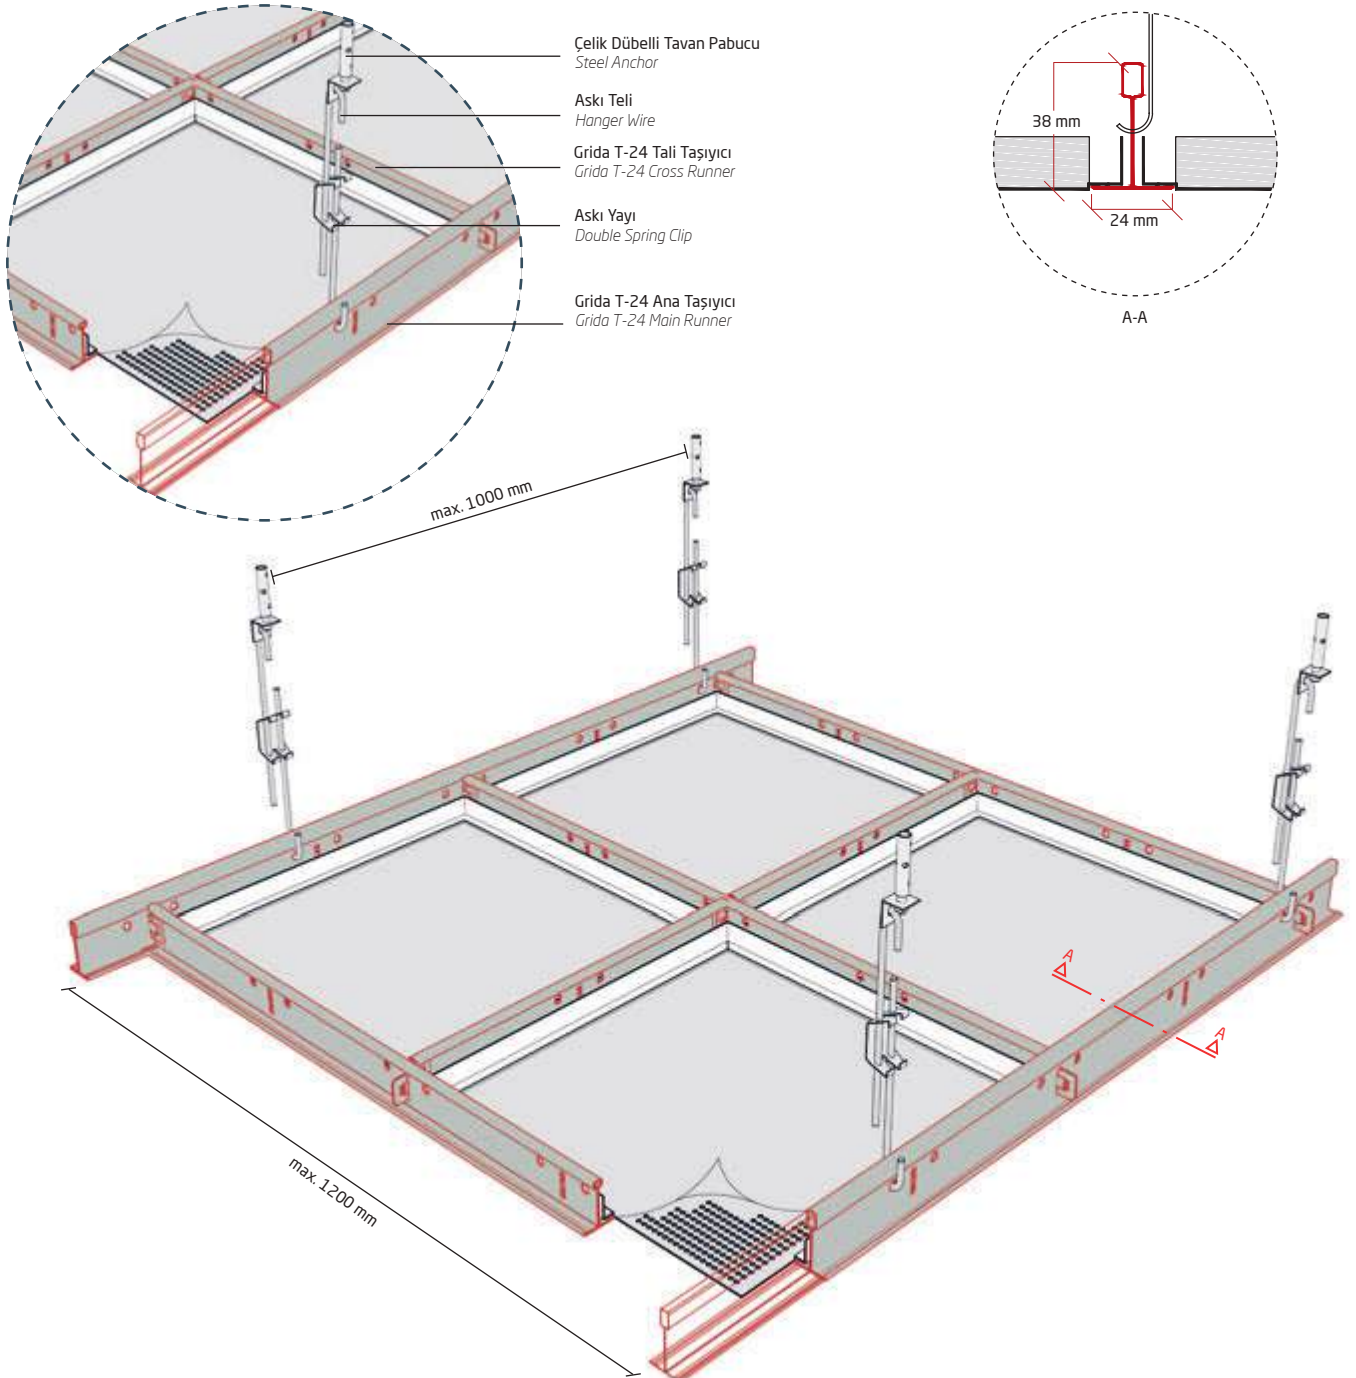 Çelik Dübelli Tavan Pabucu
Steel Anchor
Askı Teli
Hanger Wire
Grida T-24 Tali Taşıyıcı
Grida T-24 Cross Runner
Askı Yayı
Double Spring Clip
Grida T-24 Ana Taşıyıcı
Grida T-24 Main Runner
38 mm
24 mm
A-A
max. 1000 mm
A
A
max. 1200 mm